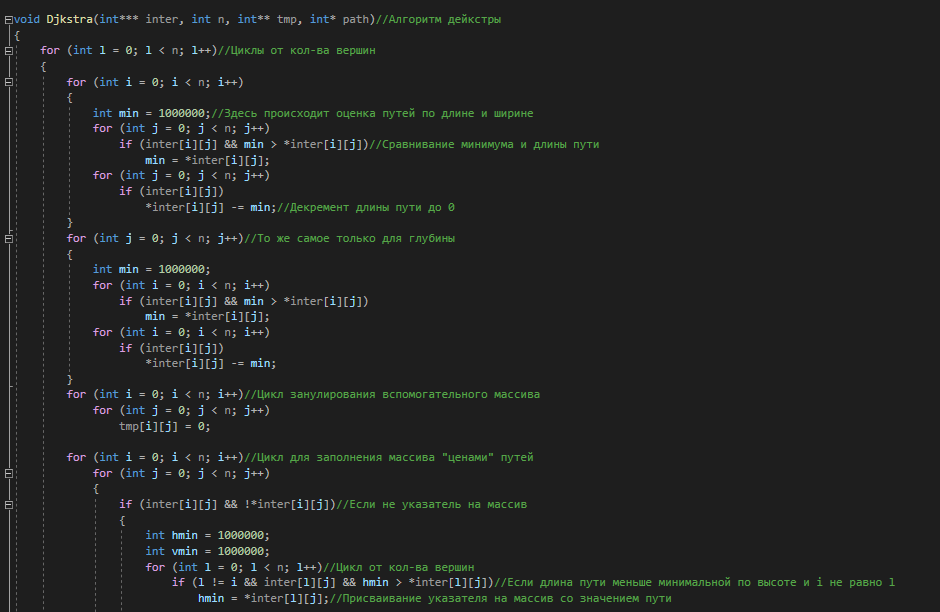 void Djkstra(int*** inter, int n, int** tmp, int* path)//Алгоритм дейкстры
{
for (int l = 0; l < n; l++)//Циклы от кол-ва вершин
{
for (int i = 0; i < n; i++)
{
int min = 1000000;//Здесь происходит оценка путей по длине и ширине
for (int j = 0; j < n; j++)
if (inter[i][j] && min > *inter[i][j])//Сравнивание минимума и длины пути
min = *inter[i][j];
for (int j = 0; j < n; j++)
if (inter[i][j])
*inter[i][j] -= min;//Декремент длины пути до 0
}
for (int j = 0; j < n; j++)//То же самое только для глубины
{
int min = 1000000;
for (int i = 0; i < n; i++)
if (inter[i][j] && min > *inter[i][j])
min = *inter[i][j];
for (int i = 0; i < n; i++)
if (inter[i][j])
*inter[i][j] -= min;
}
for (int i = 0; i < n; i++)//Цикл занулирования вспомогательного массива
for (int j = 0; j < n; j++)
tmp[i][j] = 0;
for (int i = 0; i < n; i++)//Цикл для заполнения массива "ценами" путей
for (int j = 0; j < n; j++)
{
if (inter[i][j] && !*inter[i][j])//Если не указатель на массив
{
int hmin = 1000000;
int vmin = 1000000;
for (int l = 0; l < n; l++)//Цикл от кол-ва вершин
if (l != i && inter[l][j] && hmin > *inter[l][j])//Если длина пути меньше минимальной по высоте и i не равно l
hmin = *inter[l][j];//Присваивание указателя на массив со значением пути